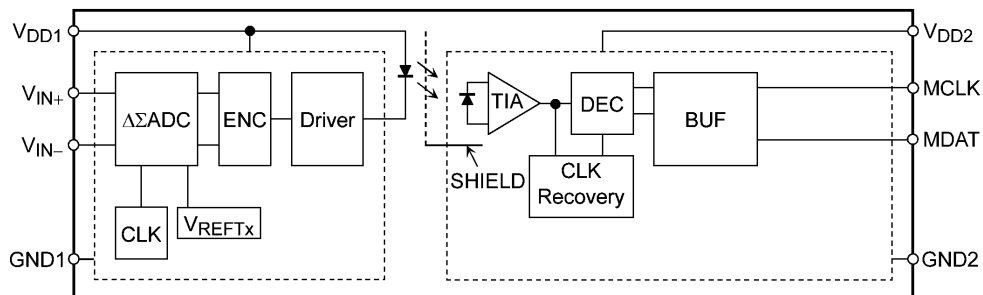 VDD1
VDD2
VIN+
MCLK
ΔΣADC
ENC
Driver
TIA
DEC
BUF
VIN−
MDAT
SHIELD
CLK
Recovery
CLK
VREFTx
GND1
GND2